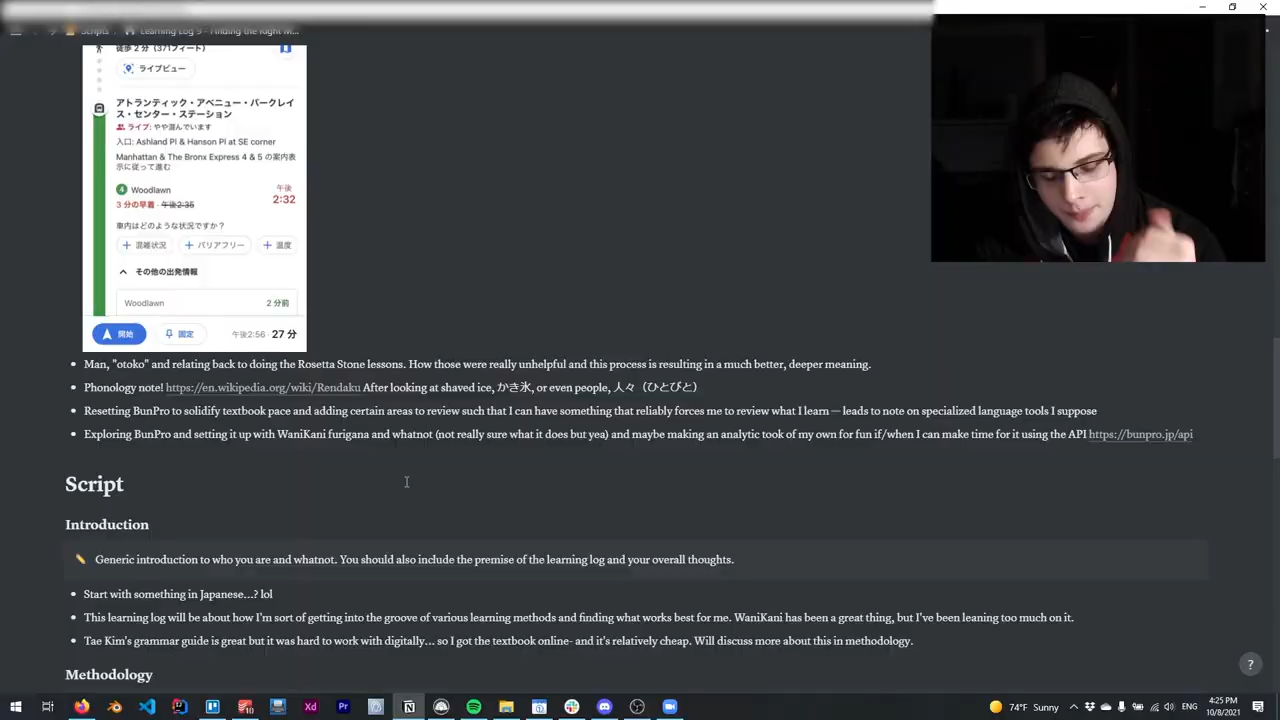 Scripts / Learning Log 9 - Finding the Right M...
徒歩 2 分（371フィート）
ライブビュー
アトランティック・アベニュー・バークレイ
ズ・センター・ステーション
ライブ: やや混んでいます
入口: Ashland Pl & Hanson Pl at SE corner
Manhattan & The Bronx Express 4 & 5 の案内表
示に従って進む
4 Woodlawn
午後
2:32
3 分の早着 · 午後2:35
車内はどのような状況ですか？
混雑状況
バリアフリー
温度
その他の出発情報
Woodlawn 2 分前
開始
固定
午後2:56 · 27 分
Man, "otoko" and relating back to doing the Rosetta Stone lessons. How those were really unhelpful and this process is resulting in a much better, deeper meaning.
Phonology note! https://en.wikipedia.org/wiki/Rendaku After looking at shaved ice, かき氷, or even people, 人々（ひとびと）
Resetting BunPro to solidify textbook pace and adding certain areas to review such that I can have something that reliably forces me to review what I learn — leads to note on specialized language tools I suppose
Exploring BunPro and setting it up with WaniKani furigana and whatnot (not really sure what it does but yea) and maybe making an analytic took of my own for fun if/when I can make time for it using the API https://bunpro.jp/api
Script
Introduction
Generic introduction to who you are and whatnot. You should also include the premise of the learning log and your overall thoughts.
Start with something in Japanese...? lol
This learning log will be about how I'm sort of getting into the groove of various learning methods and finding what works best for me. WaniKani has been a great thing, but I've been leaning too much on it.
Tae Kim's grammar guide is great but it was hard to work with digitally... so I got the textbook online- and it's relatively cheap. Will discuss more about this in methodology.
Methodology
?
74°F Sunny
4:25 PM
10/8/2021